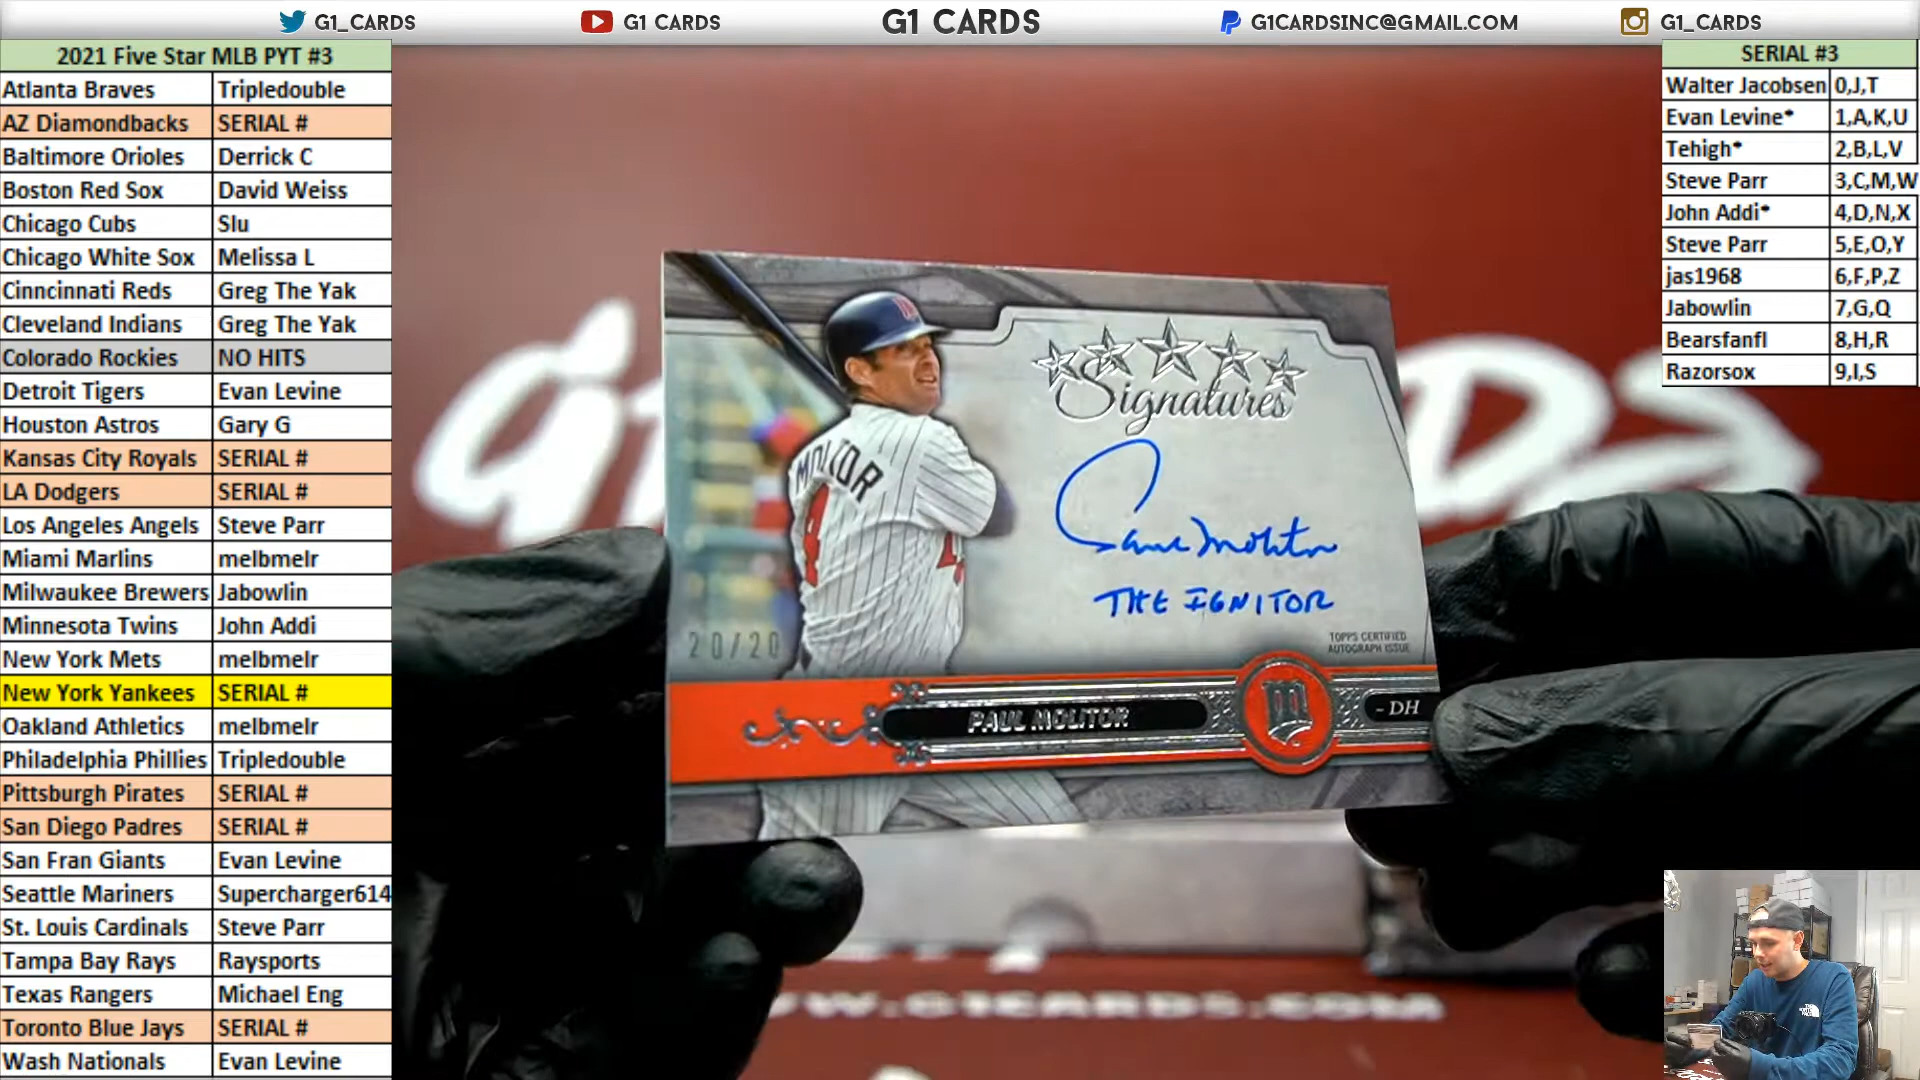 G1_CARDS
G1 CARDS
G1 CARDS
G1CARDSINC@GMAIL.COM
G1_CARDS
2021 Five Star MLB PYT #3
Atlanta Braves Tripledouble
AZ Diamondbacks SERIAL #
Baltimore Orioles Derrick C
Boston Red Sox David Weiss
Chicago Cubs Slu
Chicago White Sox Melissa L
Cinncinnati Reds Greg The Yak
Cleveland Indians Greg The Yak
Colorado Rockies NO HITS
Detroit Tigers Evan Levine
Houston Astros Gary G
Kansas City Royals SERIAL #
LA Dodgers SERIAL #
Los Angeles Angels Steve Parr
Miami Marlins melbmelr
Milwaukee Brewers Jabowlin
Minnesota Twins John Addi
New York Mets melbmelr
New York Yankees SERIAL #
Oakland Athletics melbmelr
Philadelphia Phillies Tripledouble
Pittsburgh Pirates SERIAL #
San Diego Padres SERIAL #
San Fran Giants Evan Levine
Seattle Mariners Supercharger614
St. Louis Cardinals Steve Parr
Tampa Bay Rays Raysports
Texas Rangers Michael Eng
Toronto Blue Jays SERIAL #
Wash Nationals Evan Levine
SERIAL #3
Walter Jacobsen 0,J,T
Evan Levine* 1,A,K,U
Tehigh* 2,B,L,V
Steve Parr 3,C,M,W
John Addi* 4,D,N,X
Steve Parr 5,E,O,Y
jas1968 6,F,P,Z
Jabowlin 7,G,Q
Bearsfanfl 8,H,R
Razorsox 9,I,S
Signatures
MOLITOR
4
Paul Molitor
THE IGNITOR
20/20
TOPPS CERTIFIED
AUTOGRAPH ISSUE
PAUL MOLITOR
M
- DH
WWW.G1CARDS.COM